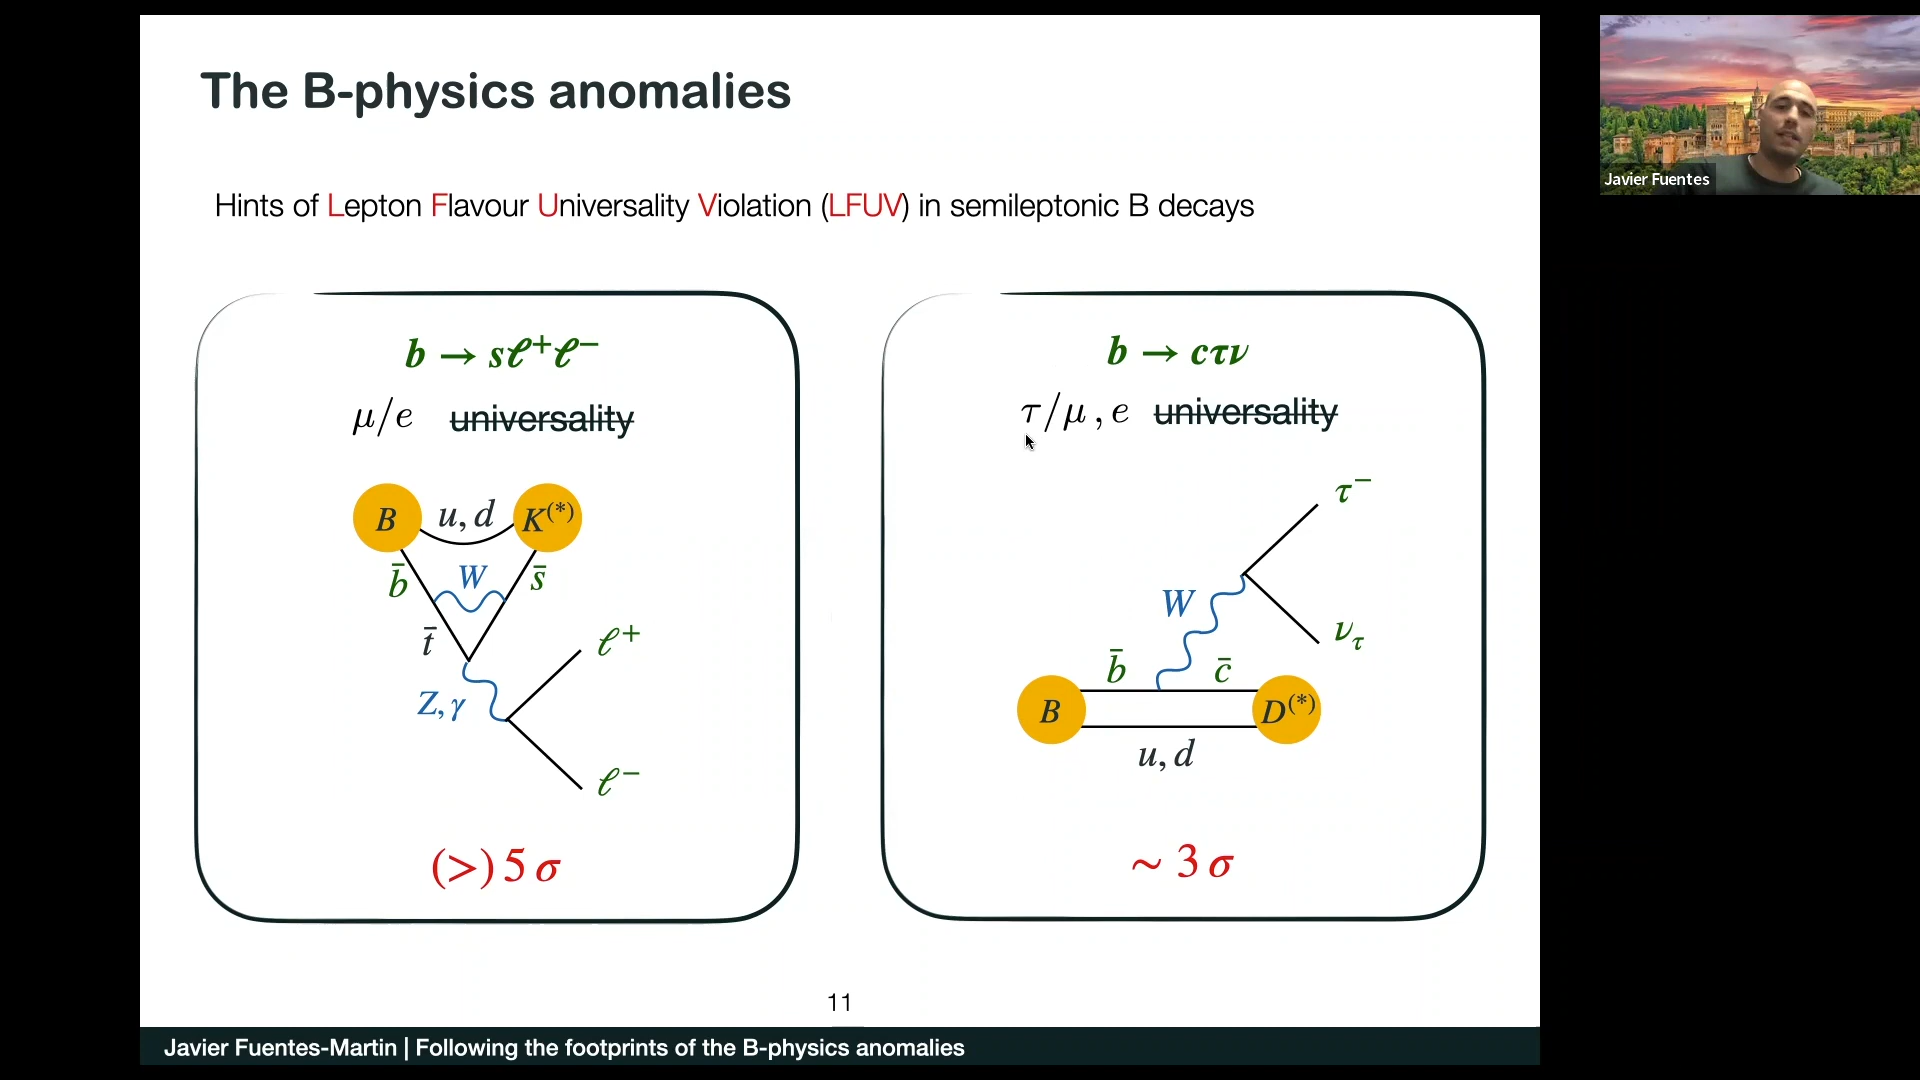 The B-physics anomalies
Javier Fuentes
Hints of Lepton Flavour Universality Violation (LFUV) in semileptonic B decays
b → sℓ⁺ℓ⁻
μ/e universality
B u, d K⁽*⁾
b̄ W s̄
t̄
ℓ⁺
Z, γ
ℓ⁻
(>) 5 σ
b → cτν
τ/μ , e universality
τ⁻
W
ν_τ
b̄ c̄
B D⁽*⁾
u, d
~ 3 σ
11
Javier Fuentes-Martin | Following the footprints of the B-physics anomalies